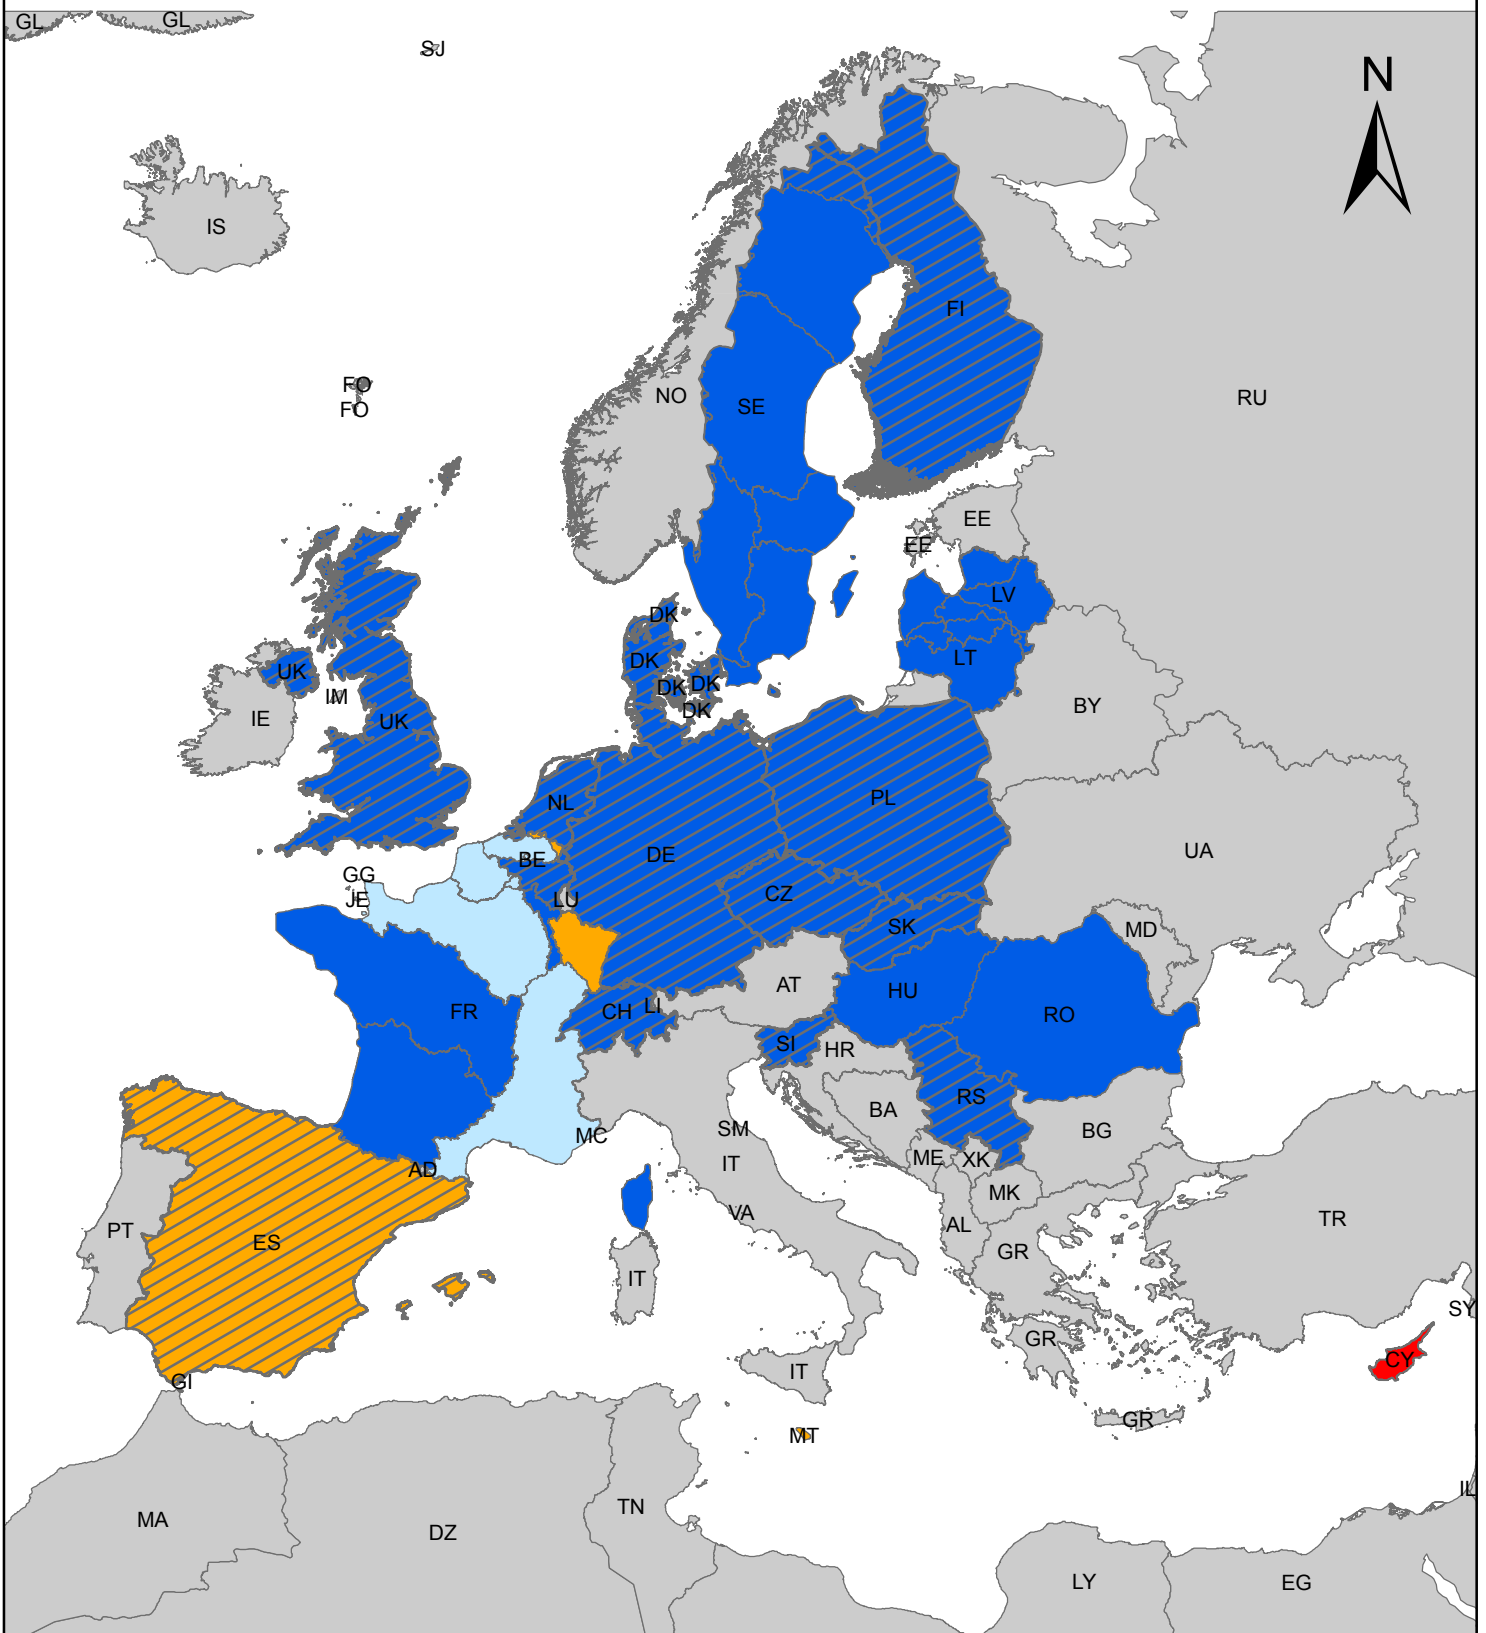 GL
GL
SJ
N
IS
FI
FO
NO
RU
SE
FO
EE
EE
LV
DK
LT
DK
UK
DK
DK
IM
BY
DK
IE
UK
PL
NL
UA
DE
BE
GG
CZ
JE
LU
SK
MD
AT
HU
LI
CH
FR
RO
SI
HR
RS
BA
SM
BG
MC
ME
XK
IT
AD
MK
VA
TR
AL
PT
ES
GR
IT
SY
GR
CY
IT
GI
GR
MT
IL
TN
MA
DZ
LY
EG